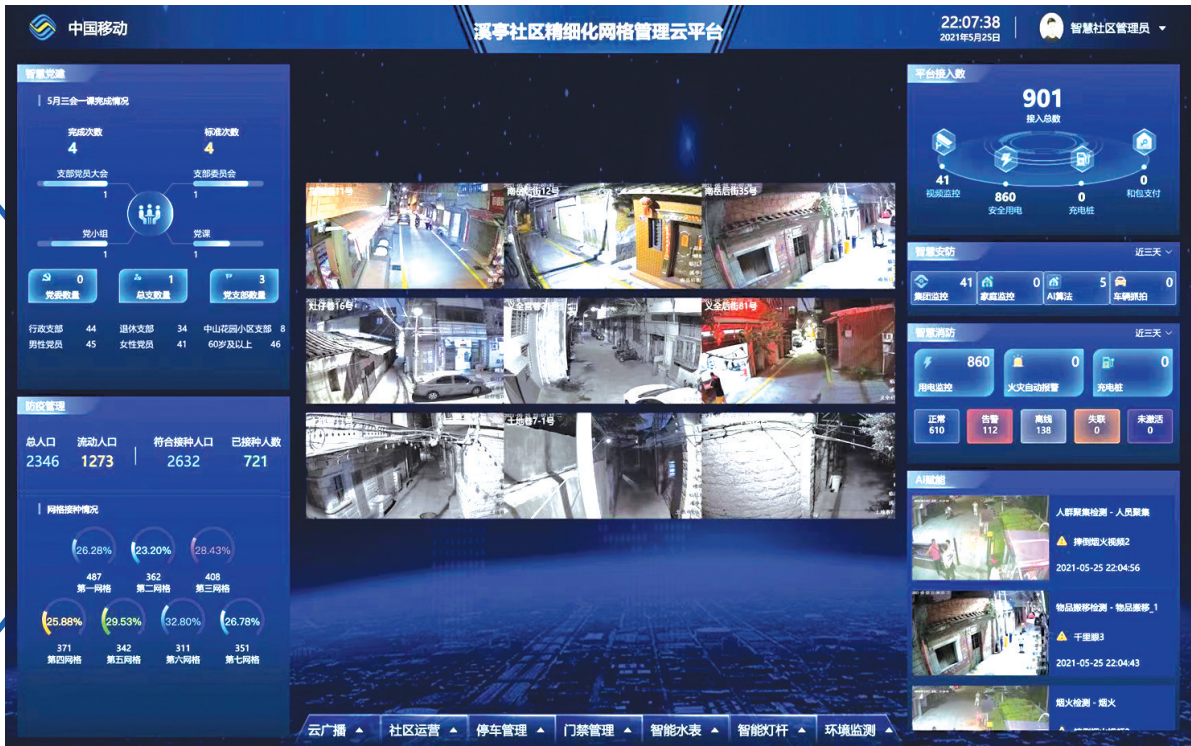 中国移动
溪亭社区精细化网格管理云平台
22:07:38
2021年5月25日
智慧社区管理员
智慧党建
5月三会一课完成情况
完成次数 标准次数
4 4
支部党员大会 支部委员会
1 1
党小组 党课
1 1
0 1 3
党委数量 总支数量 党支部数量
行政支部 44 退休支部 34 中山花园小区支部 8
男性党员 45 女性党员 41 60岁及以上 46
防疫管理
总人口 流动人口 符合接种人口 已接种人数
2346 1273 2632 721
网格接种情况
26.28% 23.20% 28.43%
487 362 408
第一网格 第二网格 第三网格
25.88% 29.53% 32.80% 26.78%
371 342 311 351
第四网格 第五网格 第六网格 第七网格
南岳后街12号 南岳后街35号
灶仔巷16号 义全后街81号
土地巷7-1号
云广播 社区运营 停车管理 门禁管理 智能水表 智能灯杆 环境监测
平台接入数
901
接入总数
41
视频监控
860
安全用电
0
充电桩
0
和包支付
智慧安防 近三天
41 0 5 0
集团监控 家庭监控 AI算法 车辆抓拍
智慧消防 近三天
860 0 0
用电监控 火灾自动报警 充电桩
正常 告警 离线 失联 未激活
610 112 138 0 0
AI赋能
人群聚集检测 - 人员聚集
摔倒烟火视频2
2021-05-25 22:04:56
物品搬移检测 - 物品搬移_1
千里眼3
2021-05-25 22:04:43
烟火检测 - 烟火